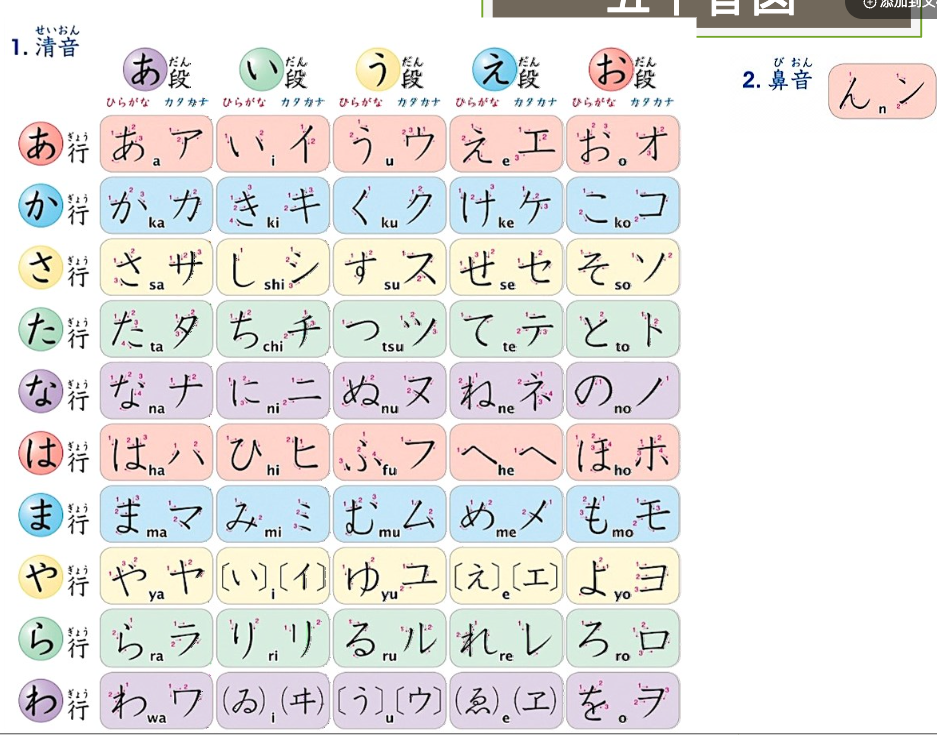 五十音図
添加到文
せいおん
1. 清音
び おん
2. 鼻音
あ段 い段 う段 え段 お段
だん だん だん だん だん
ひらがな カタカナ ひらがな カタカナ ひらがな カタカナ ひらがな カタカナ ひらがな カタカナ
ん n ン
あ行 ぎょう あ a ア い i イ う u ウ え e エ お o オ
か行 ぎょう か ka カ き ki キ く ku ク け ke ケ こ ko コ
さ行 ぎょう さ sa サ し shi シ す su ス せ se セ そ so ソ
た行 ぎょう た ta タ ち chi チ つ tsu ツ て te テ と to ト
な行 ぎょう な na ナ に ni ニ ぬ nu ヌ ね ne ネ の no ノ
は行 ぎょう は ha ハ ひ hi ヒ ふ fu フ へ he ヘ ほ ho ホ
ま行 ぎょう ま ma マ み mi ミ む mu ム め me メ も mo モ
や行 ぎょう や ya ヤ 〔い〕 i 〔イ〕 ゆ yu ユ 〔え〕 e 〔エ〕 よ yo ヨ
ら行 ぎょう ら ra ラ り ri リ る ru ル れ re レ ろ ro ロ
わ行 ぎょう わ wa ワ (ゐ) i (ヰ) 〔う〕 u 〔ウ〕 (ゑ) e (ヱ) を o ヲ